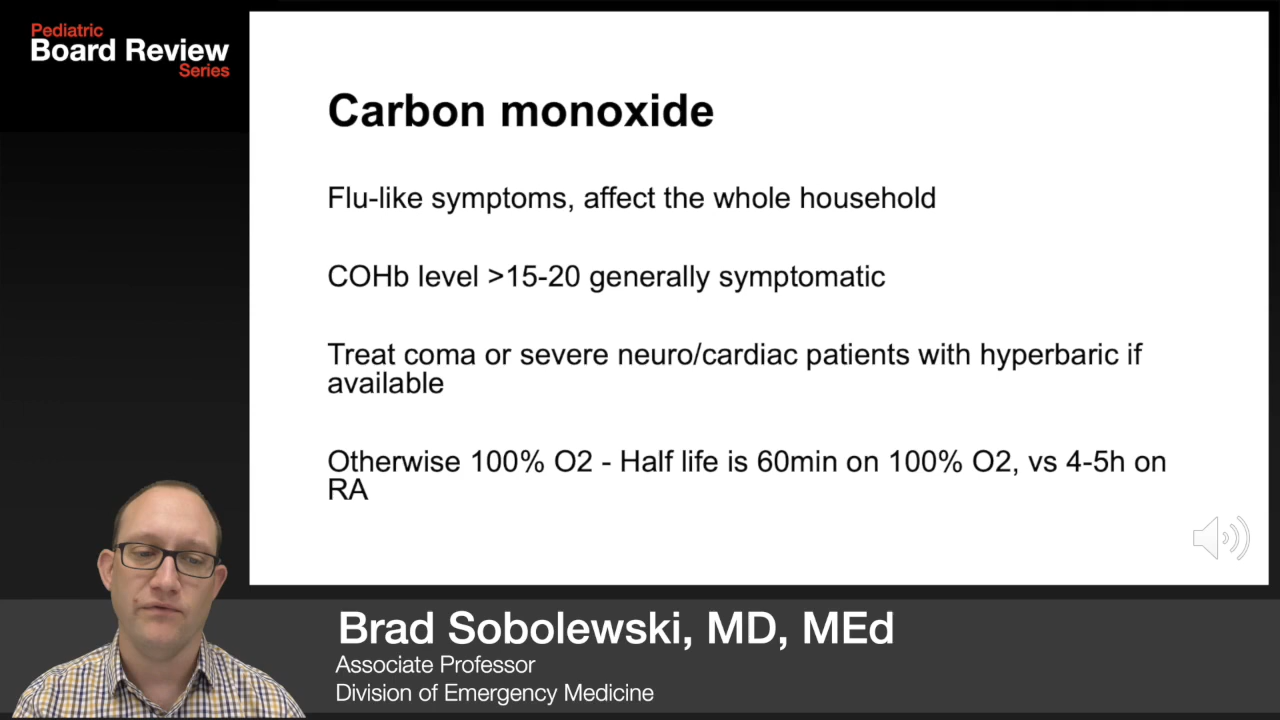 Pediatric
Board Review
Series
Carbon monoxide
Flu-like symptoms, affect the whole household
COHb level >15-20 generally symptomatic
Treat coma or severe neuro/cardiac patients with hyperbaric if
available
Otherwise 100% O2 - Half life is 60min on 100% O2, vs 4-5h on
RA
Brad Sobolewski, MD, MEd
Associate Professor
Division of Emergency Medicine